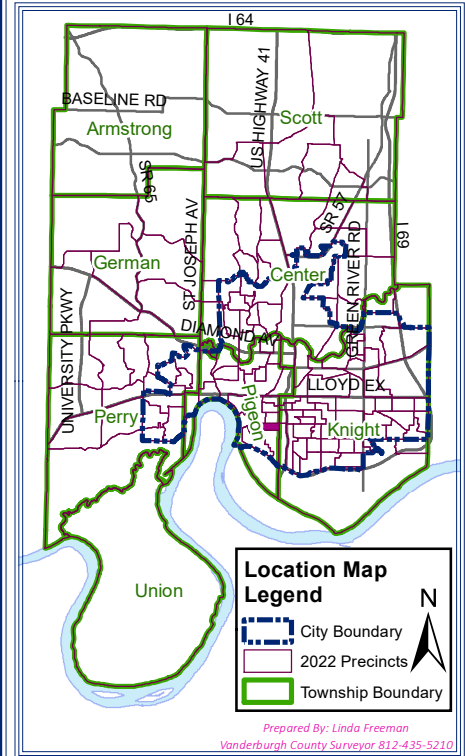 I 64
BASELINE RD
Armstrong
US HIGHWAY 41
Scott
SR 65
ST JOSEPH AV
SR 57
I 69
German
Center
GREEN RIVER RD
UNIVERSITY PKWY
DIAMOND AV
LLOYD EX
Perry
Pigeon
Knight
Union
Location Map
Legend
N
City Boundary
2022 Precincts
Township Boundary
Prepared By: Linda Freeman
Vanderburgh County Surveyor 812-435-5210